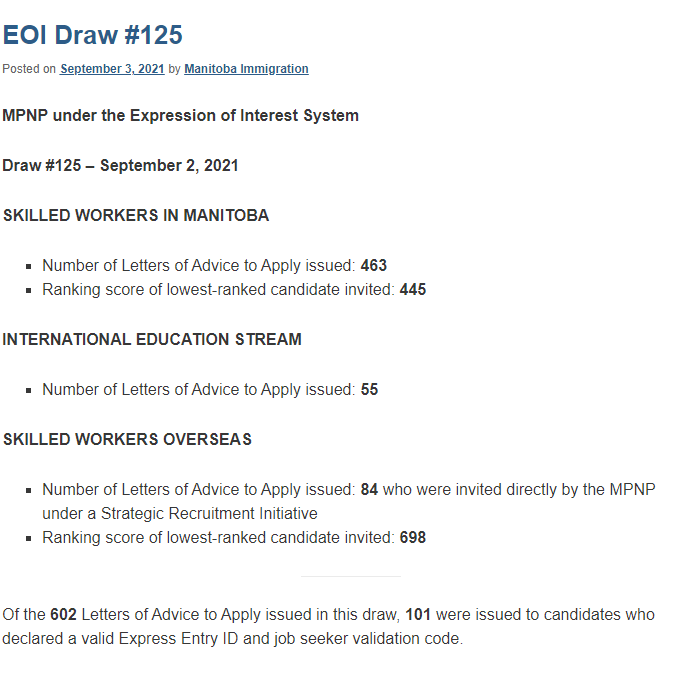 EOI Draw #125
Posted on September 3, 2021 by Manitoba Immigration
MPNP under the Expression of Interest System
Draw #125 – September 2, 2021
SKILLED WORKERS IN MANITOBA
▪ Number of Letters of Advice to Apply issued: 463
▪ Ranking score of lowest-ranked candidate invited: 445
INTERNATIONAL EDUCATION STREAM
▪ Number of Letters of Advice to Apply issued: 55
SKILLED WORKERS OVERSEAS
▪ Number of Letters of Advice to Apply issued: 84 who were invited directly by the MPNP
under a Strategic Recruitment Initiative
▪ Ranking score of lowest-ranked candidate invited: 698
Of the 602 Letters of Advice to Apply issued in this draw, 101 were issued to candidates who
declared a valid Express Entry ID and job seeker validation code.